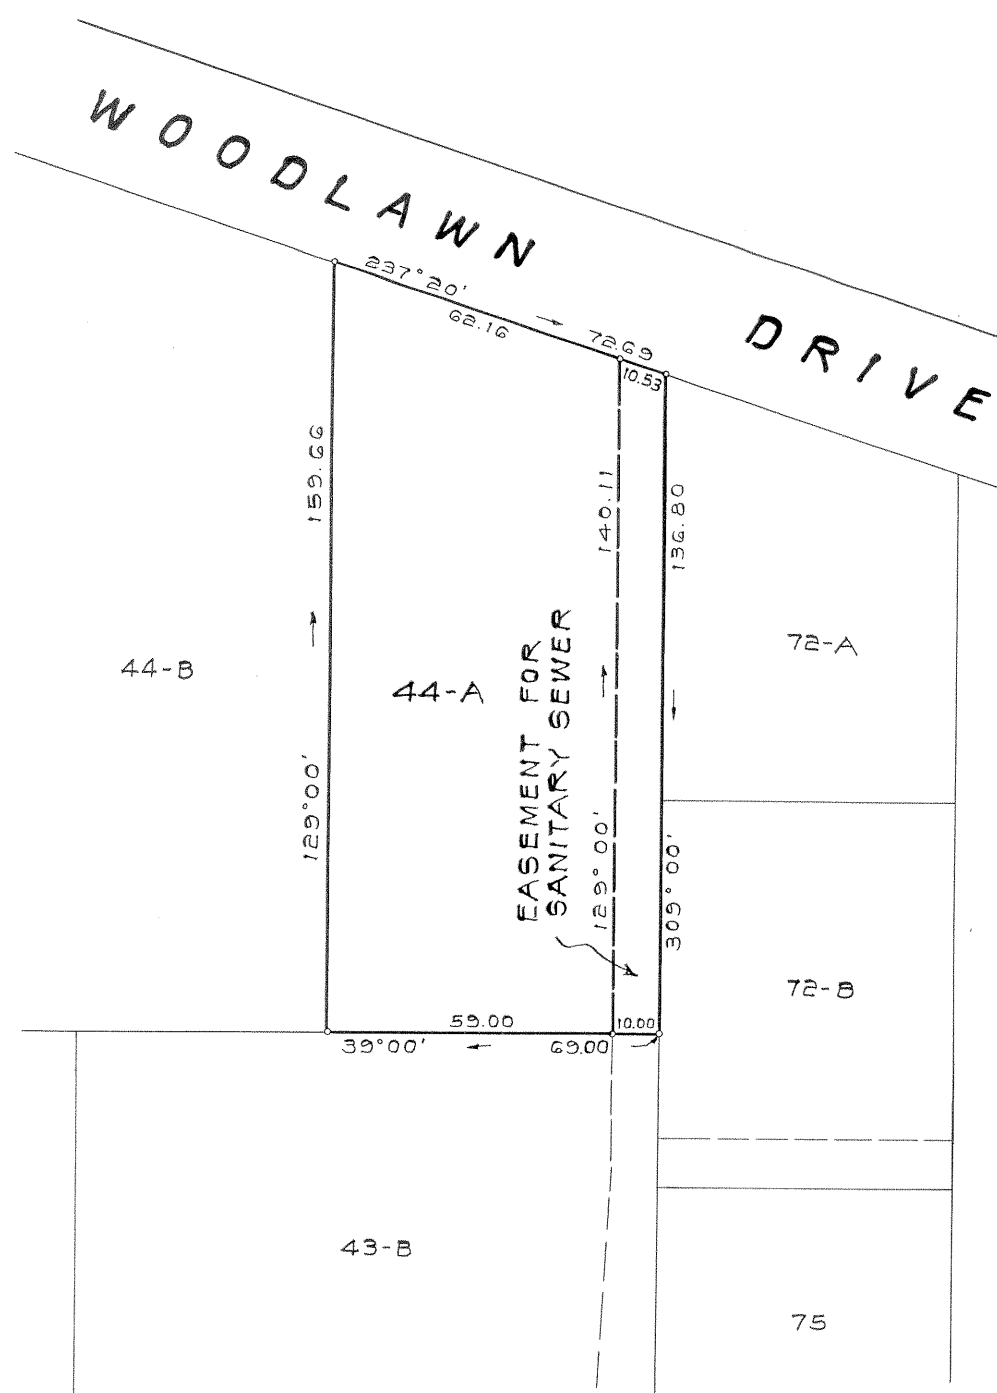 WOODLAWN DRIVE
237°20'
62.16
72.69
10.53
159.66
140.11
136.80
72-A
44-B
44-A
EASEMENT FOR
SANITARY SEWER
129°00'
129°00'
309°00'
72-B
59.00
10.00
39°00'
69.00
43-B
75